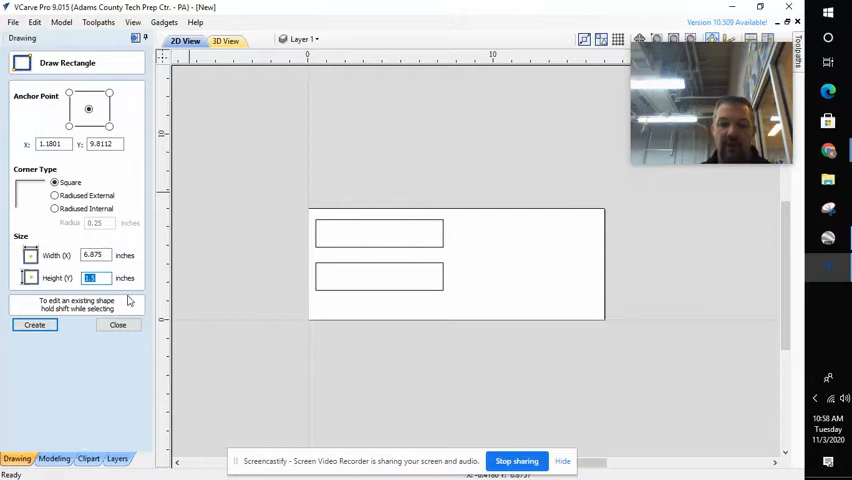 VCarve Pro 9.015 (Adams County Tech Prep Ctr. - PA) - [New]
File Edit Model Toolpaths View Gadgets Help
Version 10.509 Available!
Drawing
2D View 3D View Layer 1
Draw Rectangle
0 10
Anchor Point
X: 1.1801 Y: 9.8112
Corner Type
Square
Radiused External
Radiused Internal
Radius 0.25 inches
Size
Width (X) 6.875 inches
Height (Y) 1.5 inches
To edit an existing shape
hold shift while selecting
Create Close
10
0
Toolpaths
Drawing Modeling Clipart Layers
Ready
Screencastify - Screen Video Recorder is sharing your screen and audio. Stop sharing Hide
10:58 AM
Tuesday
11/3/2020